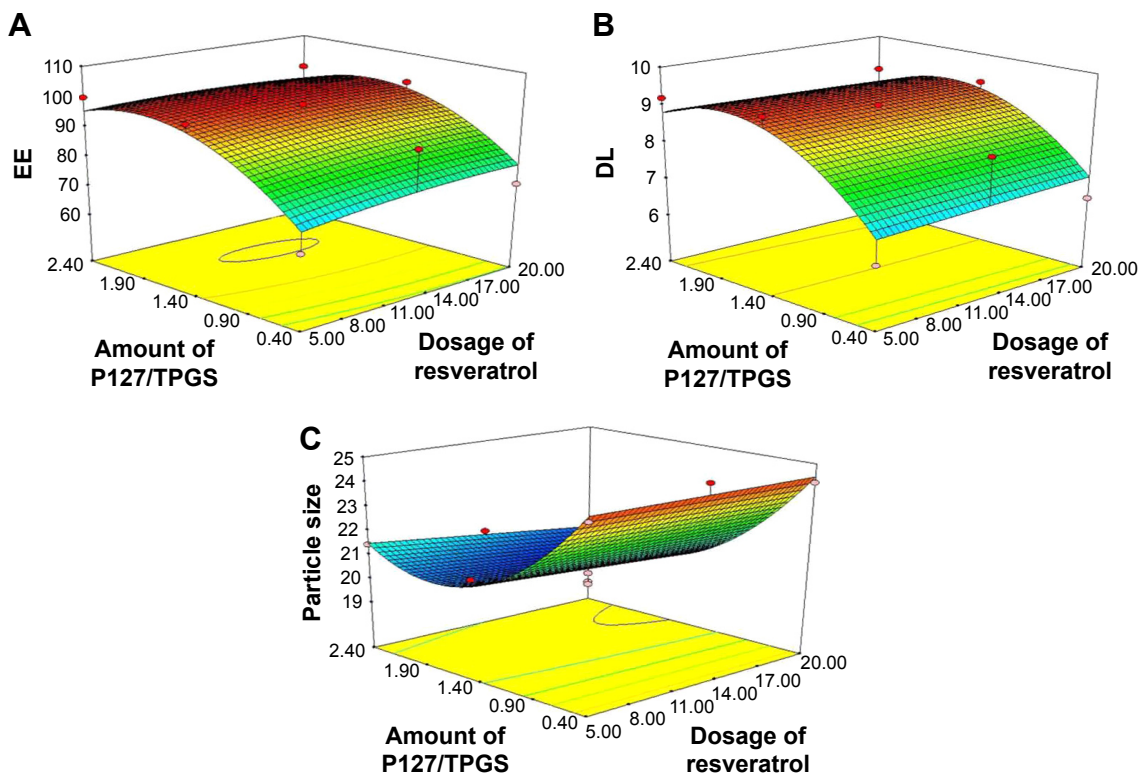 A
110
100
90
80
70
60
EE
2.40
1.90
1.40
0.90
0.40
Amount of
P127/TPGS
5.00
8.00
11.00
14.00
17.00
20.00
Dosage of
resveratrol
B
10
9
8
7
6
DL
2.40
1.90
1.40
0.90
0.40
Amount of
P127/TPGS
5.00
8.00
11.00
14.00
17.00
20.00
Dosage of
resveratrol
C
25
24
23
22
21
20
19
Particle size
2.40
1.90
1.40
0.90
0.40
Amount of
P127/TPGS
5.00
8.00
11.00
14.00
17.00
20.00
Dosage of
resveratrol